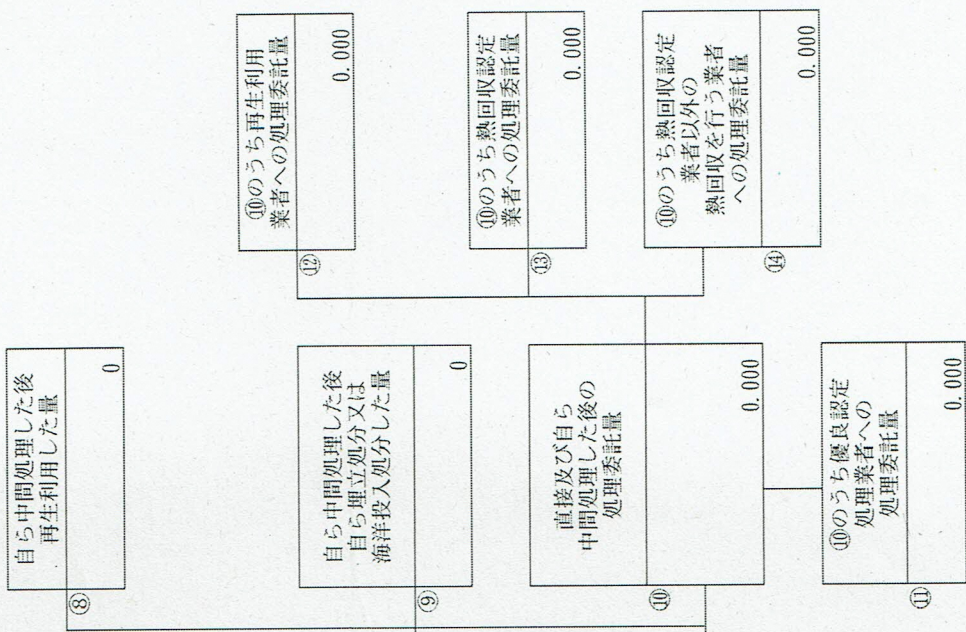 ⑧
自ら中間処理した後
再生利用した量
0
⑨
自ら中間処理した後
自ら埋立処分又は
海洋投入処分した量
0
⑩
直接及び自ら
中間処理した後の
処理委託量
0.000
⑪
⑩のうち優良認定
処理業者への
処理委託量
0.000
⑫
⑩のうち再生利用
業者への処理委託量
0.000
⑬
⑩のうち熱回収認定
業者への処理委託量
0.000
⑭
⑩のうち熱回収認定
業者以外の
熱回収を行う業者
への処理委託量
0.000